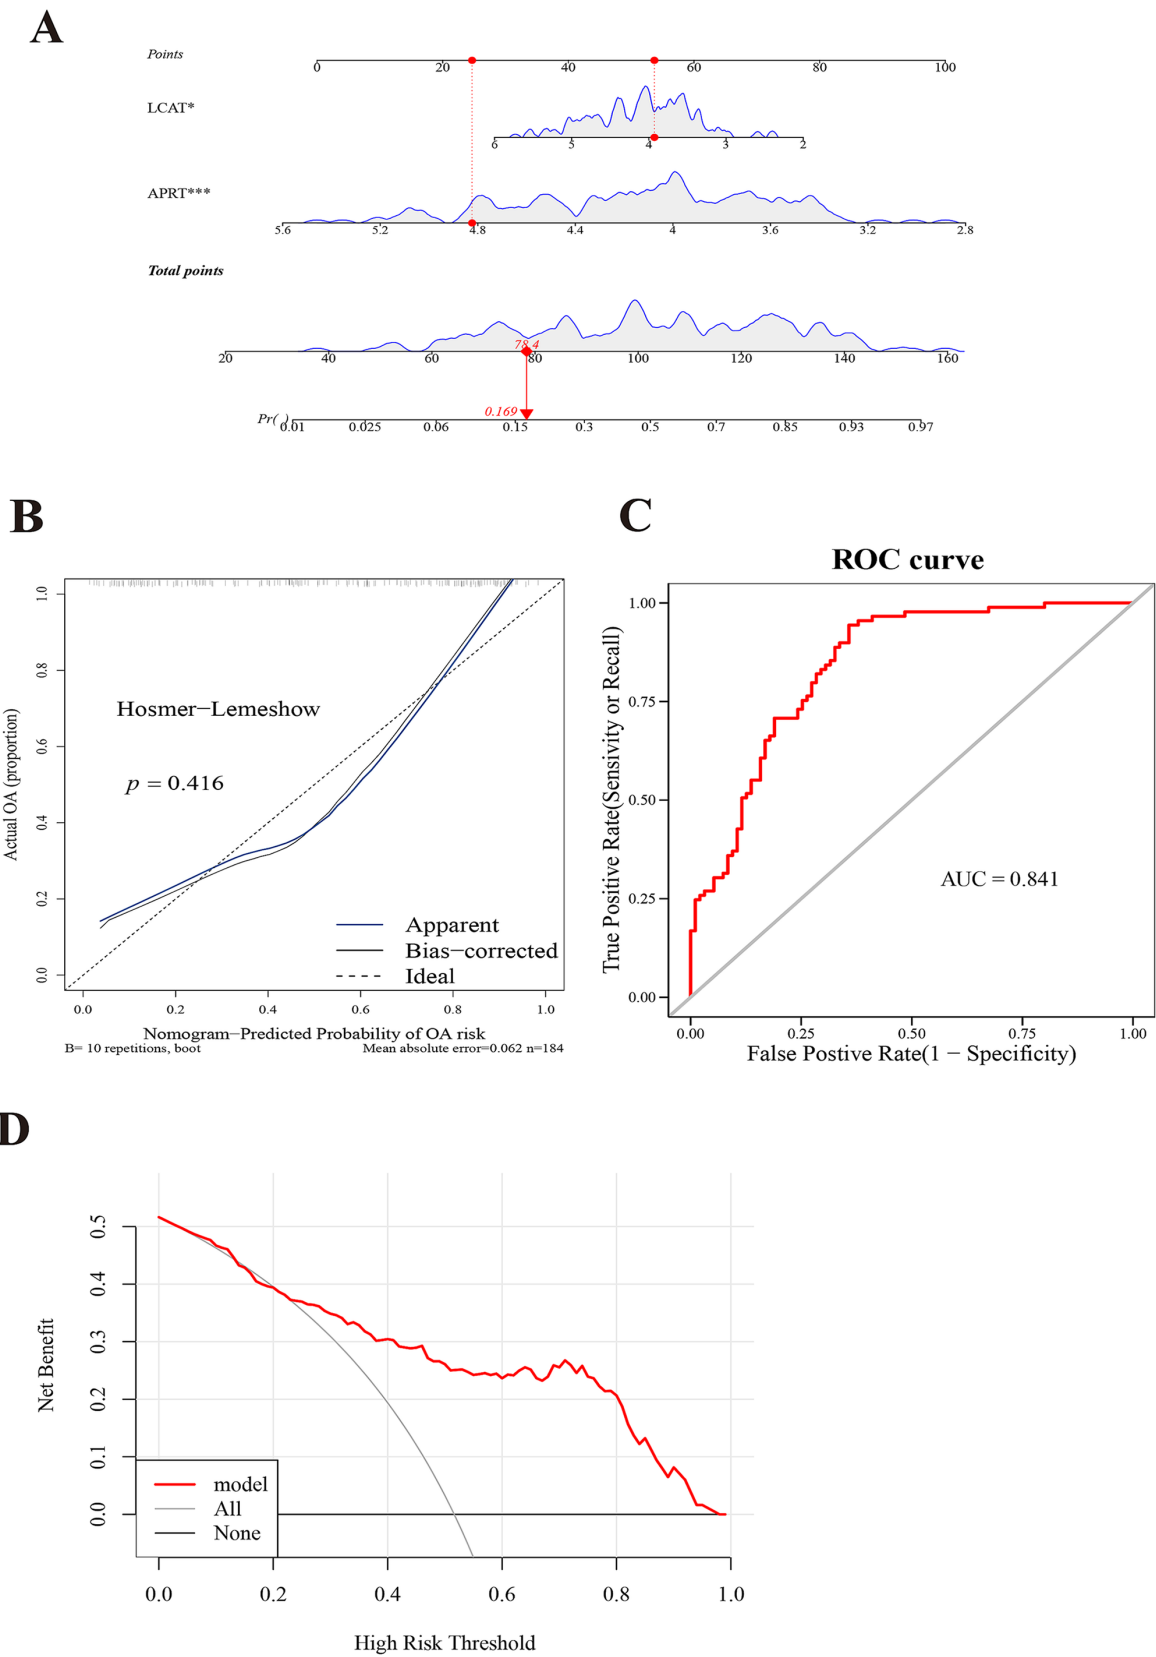 A
Points
0 20 40 60 80 100
LCAT*
6 5 4 3 2
APRT***
5.6 5.2 4.8 4.4 4 3.6 3.2 2.8
Total points
78.4
20 40 60 80 100 120 140 160
0.169
Pr( )
0.01 0.025 0.06 0.15 0.3 0.5 0.7 0.85 0.93 0.97
B
Hosmer−Lemeshow
p = 0.416
Actual OA (proportion)
1.0
0.8
0.6
0.4
0.2
0.0
Apparent
Bias−corrected
Ideal
0.0 0.2 0.4 0.6 0.8 1.0
Nomogram−Predicted Probability of OA risk
B= 10 repetitions, boot Mean absolute error=0.062 n=184
C
ROC curve
True Positive Rate(Sensivity or Recall)
1.00
0.75
0.50
0.25
0.00
AUC = 0.841
0.00 0.25 0.50 0.75 1.00
False Postive Rate(1 − Specificity)
D
Net Benefit
0.5
0.4
0.3
0.2
0.1
0.0
model
All
None
0.0 0.2 0.4 0.6 0.8 1.0
High Risk Threshold